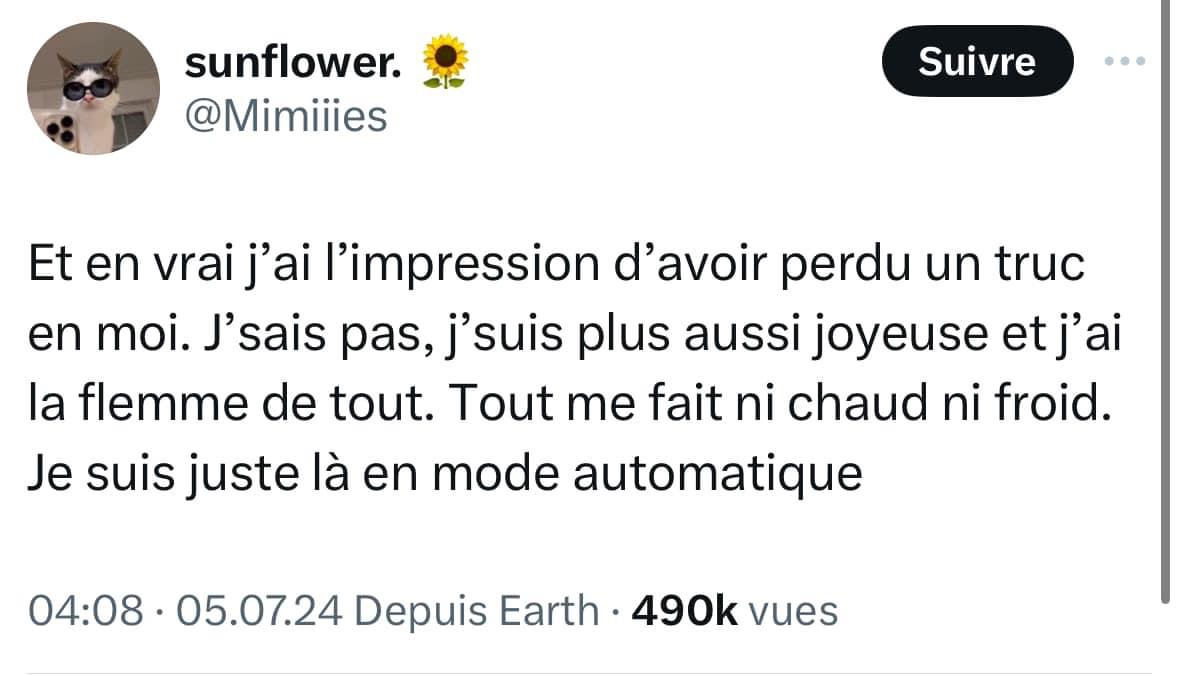 sunflower. 🌻
@Mimiiies
Suivre
Et en vrai j’ai l’impression d’avoir perdu un truc
en moi. J’sais pas, j’suis plus aussi joyeuse et j’ai
la flemme de tout. Tout me fait ni chaud ni froid.
Je suis juste là en mode automatique
04:08 · 05.07.24 Depuis Earth · 490k vues